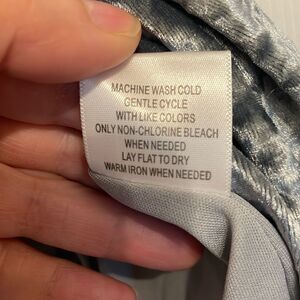 MACHINE WASH COLD
GENTLE CYCLE
WITH LIKE COLORS
ONLY NON-CHLORINE BLEACH
WHEN NEEDED
LAY FLAT TO DRY
WARM IRON WHEN NEEDED